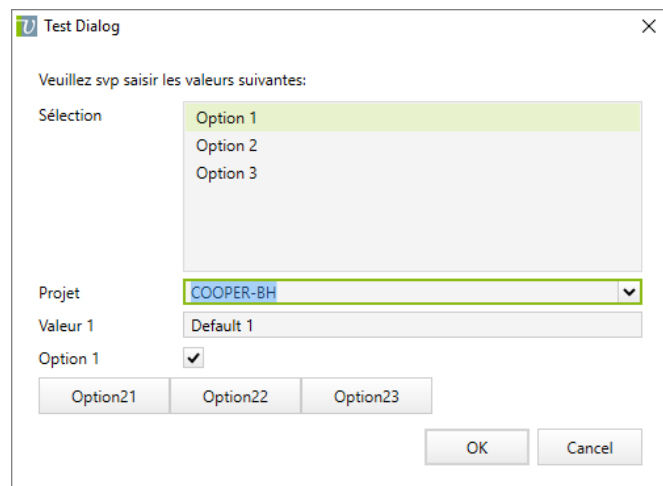 Test Dialog
Veuillez svp saisir les valeurs suivantes:
Sélection
Option 1
Option 2
Option 3
Projet COOPER-BH
Valeur 1 Default 1
Option 1
Option21 Option22 Option23
OK Cancel